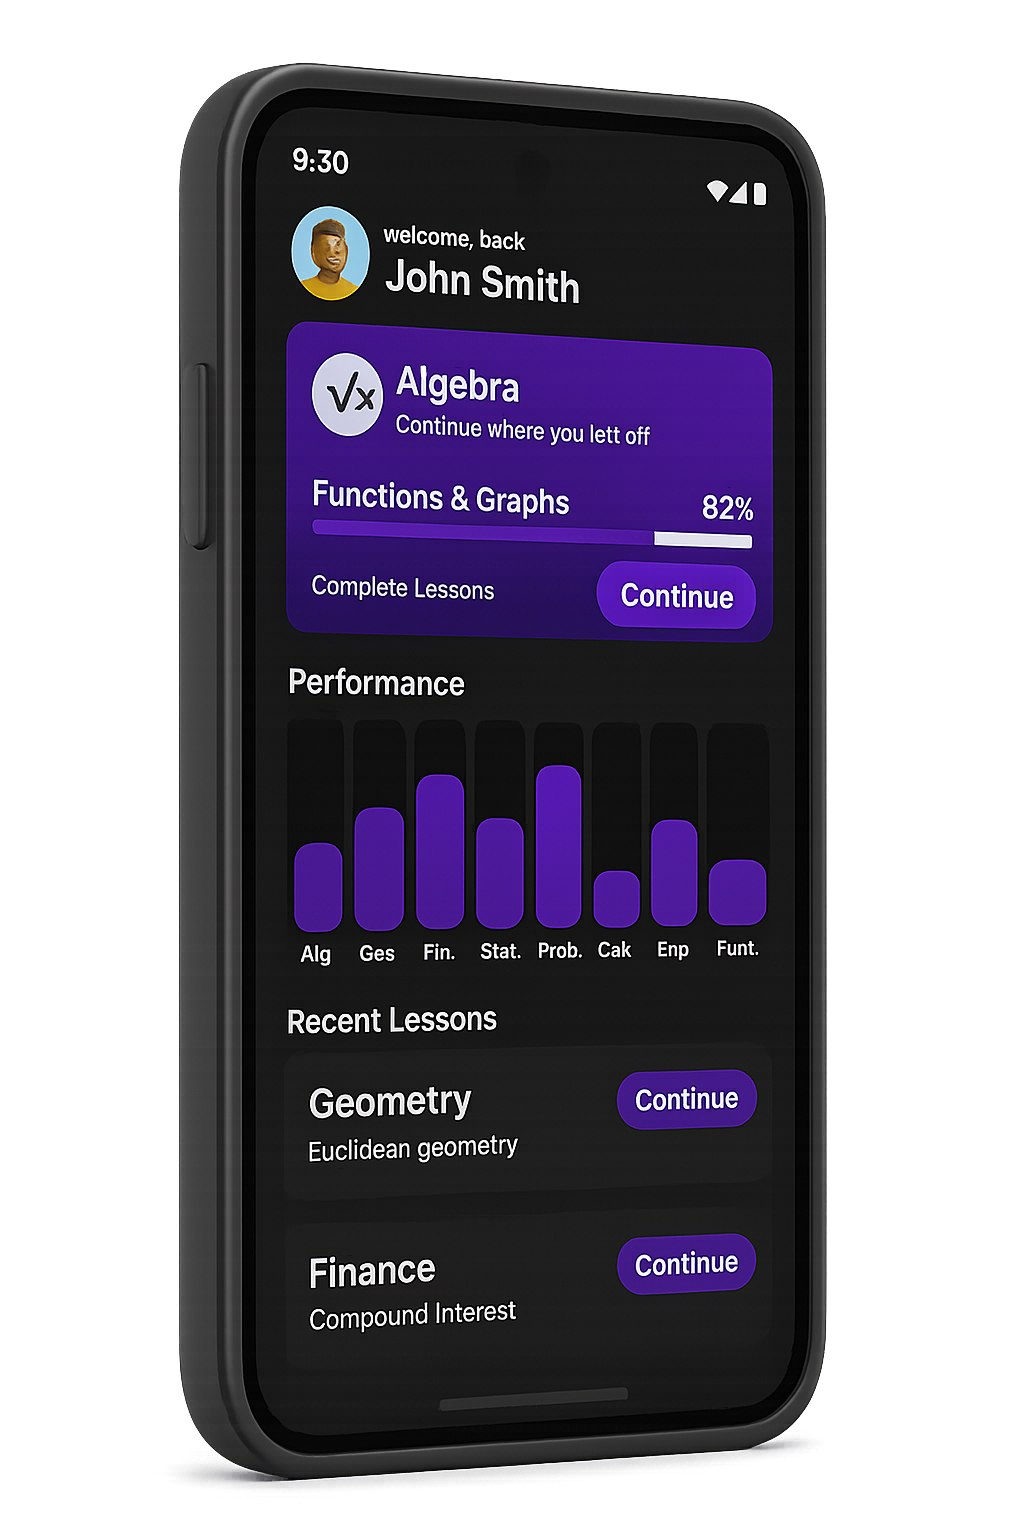 9:30
welcome, back
John Smith
√x
Algebra
Continue where you lett off
Functions & Graphs 82%
Complete Lessons Continue
Performance
Alg Ges Fin. Stat. Prob. Cak Enp Funt.
Recent Lessons
Geometry Continue
Euclidean geometry
Finance Continue
Compound Interest